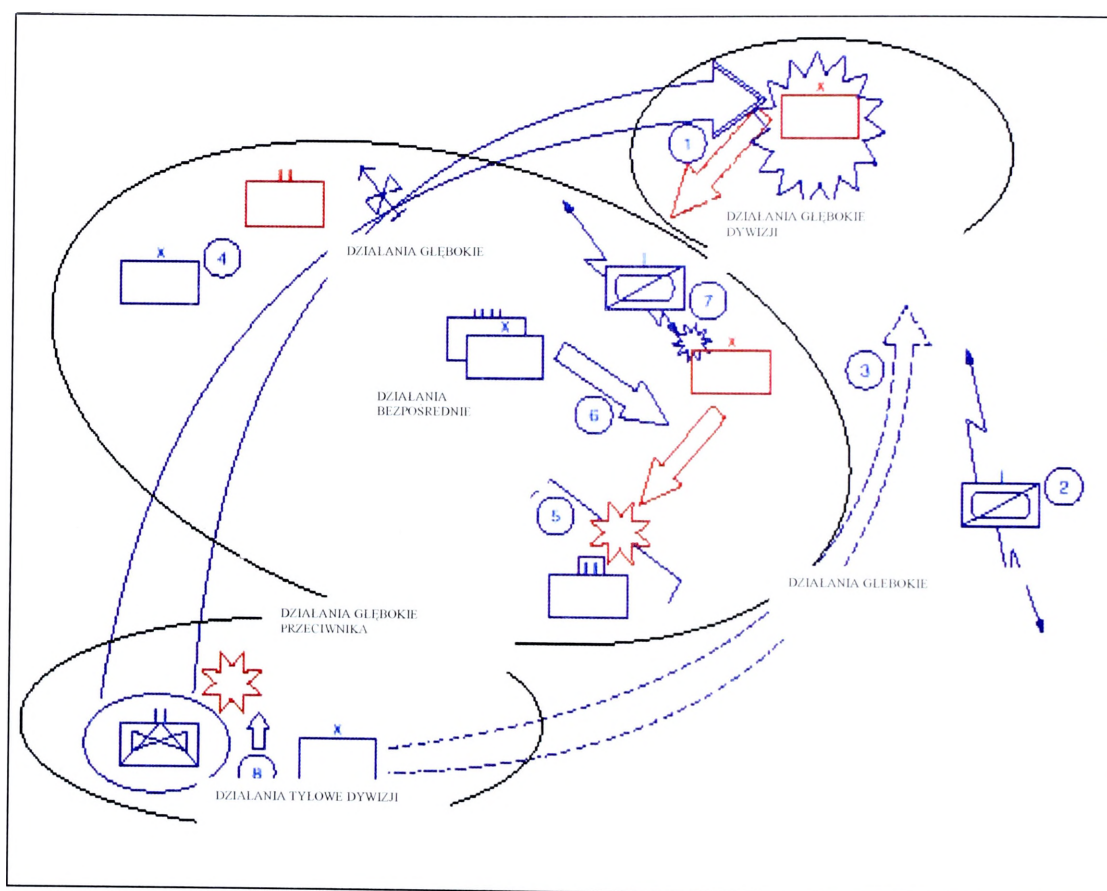 X
1
DZIAŁANIA GŁĘBOKIE
DYWIZJI
X
4
DZIAŁANIA GŁĘBOKIE
7
X
X
3
DZIAŁANIA
BEZPOŚREDNIE
6
2
5
DZIAŁANIA GŁEBOKIE
DZIAŁANIA GŁĘBOKIE
PRZECIWNIKA
X
8
DZIAŁANIA TYŁOWE DYWIZJI